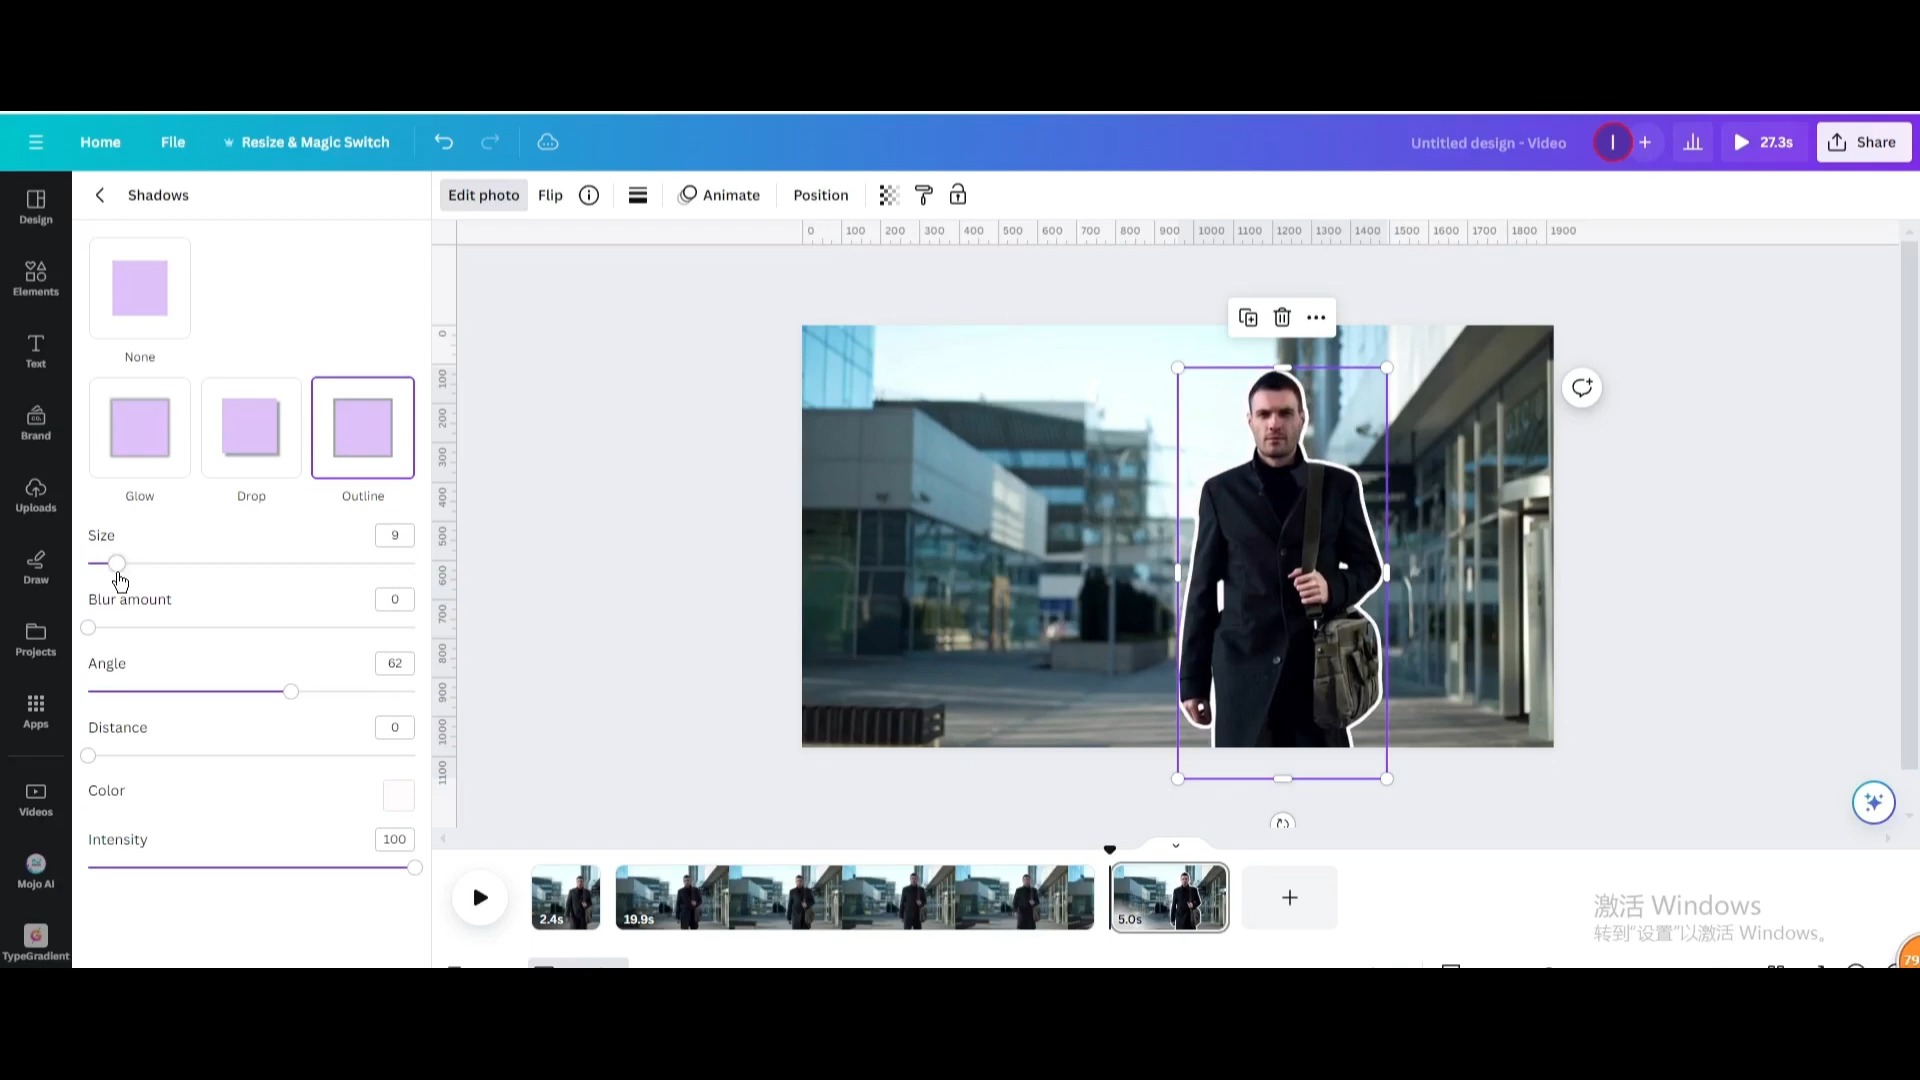 Home
File
Resize & Magic Switch
Untitled design - Video
I
27.3s
Share
Design
Elements
Text
Brand
Uploads
Draw
Projects
Apps
Videos
Mojo AI
TypeGradient
Shadows
None
Glow
Drop
Outline
Size
9
Blur amount
0
Angle
62
Distance
0
Color
Intensity
100
Edit photo
Flip
Animate
Position
0 100 200 300 400 500 600 700 800 900 1000 1100 1200 1300 1400 1500 1600 1700 1800 1900
0 100 200 300 400 500 600 700 800 900 1000 1100
2.4s
19.9s
5.0s
激活 Windows
转到“设置”以激活 Windows。
79